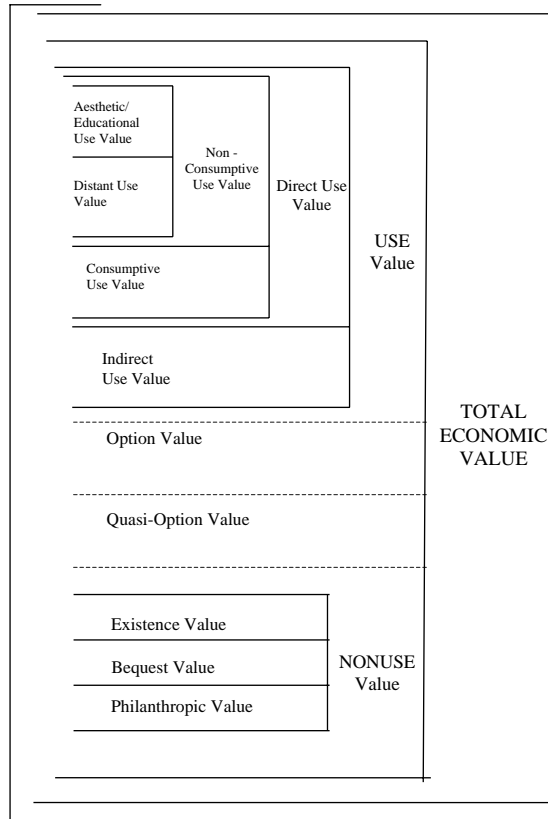 Aesthetic/
Educational
Use Value
Distant Use
Value
Non -
Consumptive
Use Value
Direct Use
Value
USE
Value
Consumptive
Use Value
Indirect
Use Value
TOTAL
ECONOMIC
VALUE
Option Value
Quasi-Option Value
Existence Value
Bequest Value
Philanthropic Value
NONUSE
Value